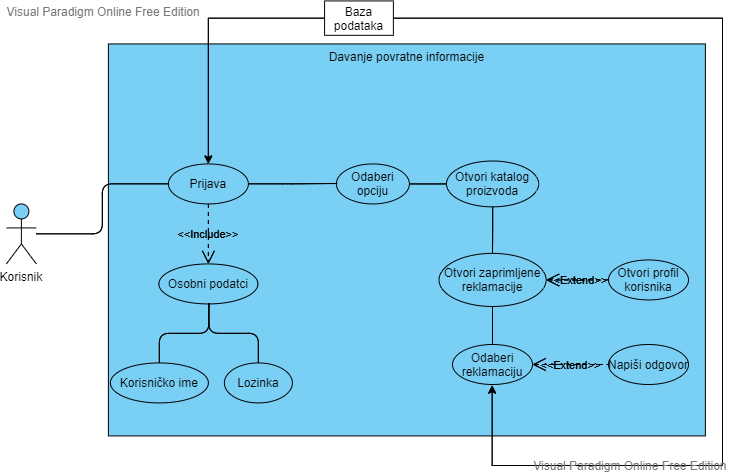 Visual Paradigm Online Free Edition
Baza
podataka
Davanje povratne informacije
Prijava
Odaberi
opciju
Otvori katalog
proizvoda
<<Include>>
Korisnik
Osobni podatci
Otvori zaprimljene
reklamacije
<<Extend>>
Otvori profil
korisnika
Korisničko ime
Lozinka
Odaberi
reklamaciju
<<Extend>>
Napiši odgovor
Visual Paradigm Online Free Edition